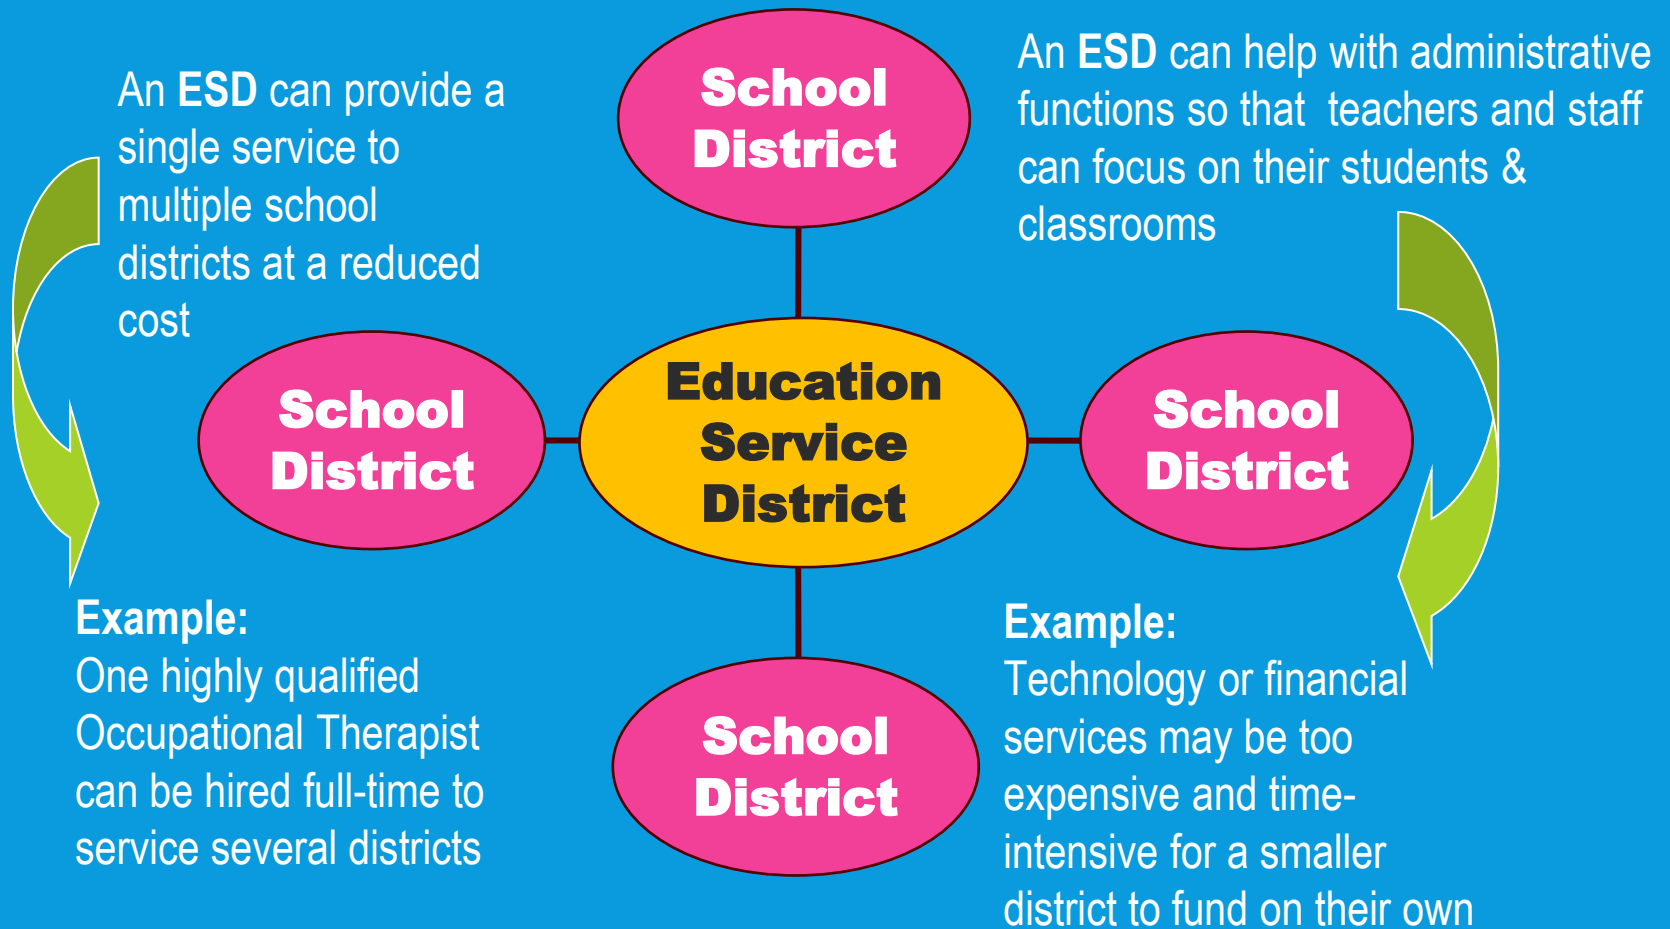 An ESD can provide a
single service to
multiple school
districts at a reduced
cost
School
District
An ESD can help with administrative
functions so that  teachers and staff
can focus on their students &
classrooms
School
District
Education
Service
District
School
District
Example:
One highly qualified
Occupational Therapist
can be hired full-time to
service several districts
School
District
Example:
Technology or financial
services may be too
expensive and time-
intensive for a smaller
district to fund on their own